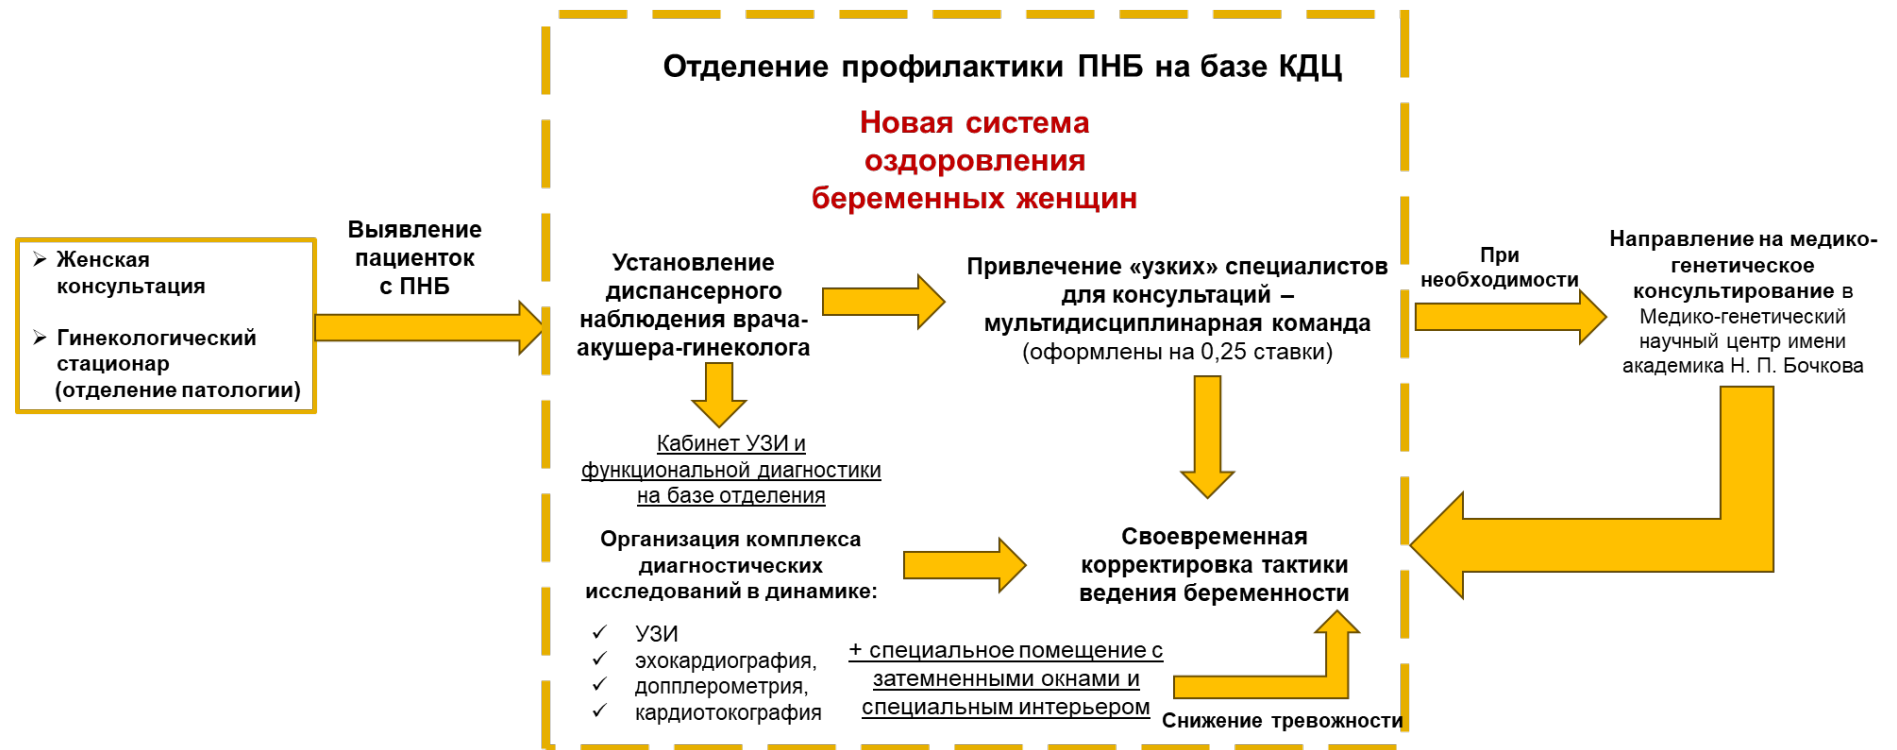 Отделение профилактики ПНБ на базе КДЦ
Новая система
оздоровления
беременных женщин
➢ Женская
консультация
➢ Гинекологический
стационар
(отделение патологии)
Выявление
пациенток
с ПНБ
Установление
диспансерного
наблюдения врача-
акушера-гинеколога
Привлечение «узких» специалистов
для консультаций –
мультидисциплинарная команда
(оформлены на 0,25 ставки)
При
необходимости
Направление на медико-
генетическое
консультирование в
Медико-генетический
научный центр имени
академика Н. П. Бочкова
Кабинет УЗИ и
функциональной диагностики
на базе отделения
Организация комплекса
диагностических
исследований в динамике:
✓ УЗИ
✓ эхокардиография,
✓ допплерометрия,
✓ кардиотокография
Своевременная
корректировка тактики
ведения беременности
+ специальное помещение с
затемненными окнами и
специальным интерьером
Снижение тревожности